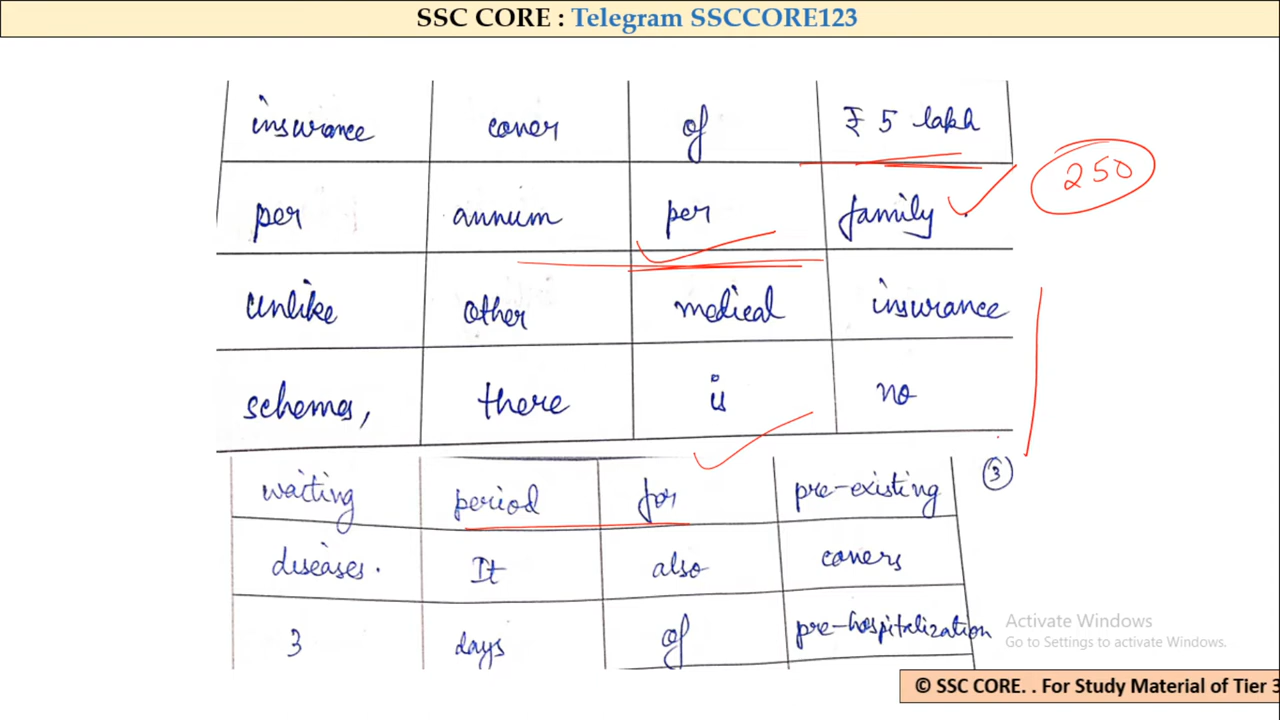 SSC CORE : Telegram SSCCORE123
insurance cover of ₹ 5 lakh
250
per annum per family
unlike other medical insurance
schemes, there is no
3
waiting period for pre-existing
diseases. It also covers
3 days of pre-hospitalization
Activate Windows
Go to Settings to activate Windows.
© SSC CORE. . For Study Material of Tier 3